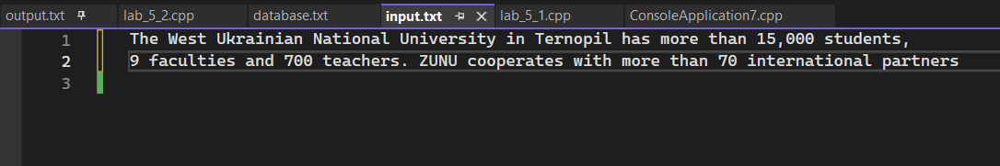 output.txt lab_5_2.cpp database.txt input.txt lab_5_1.cpp ConsoleApplication7.cpp
1 The West Ukrainian National University in Ternopil has more than 15,000 students,
2 9 faculties and 700 teachers. ZUNU cooperates with more than 70 international partners
3